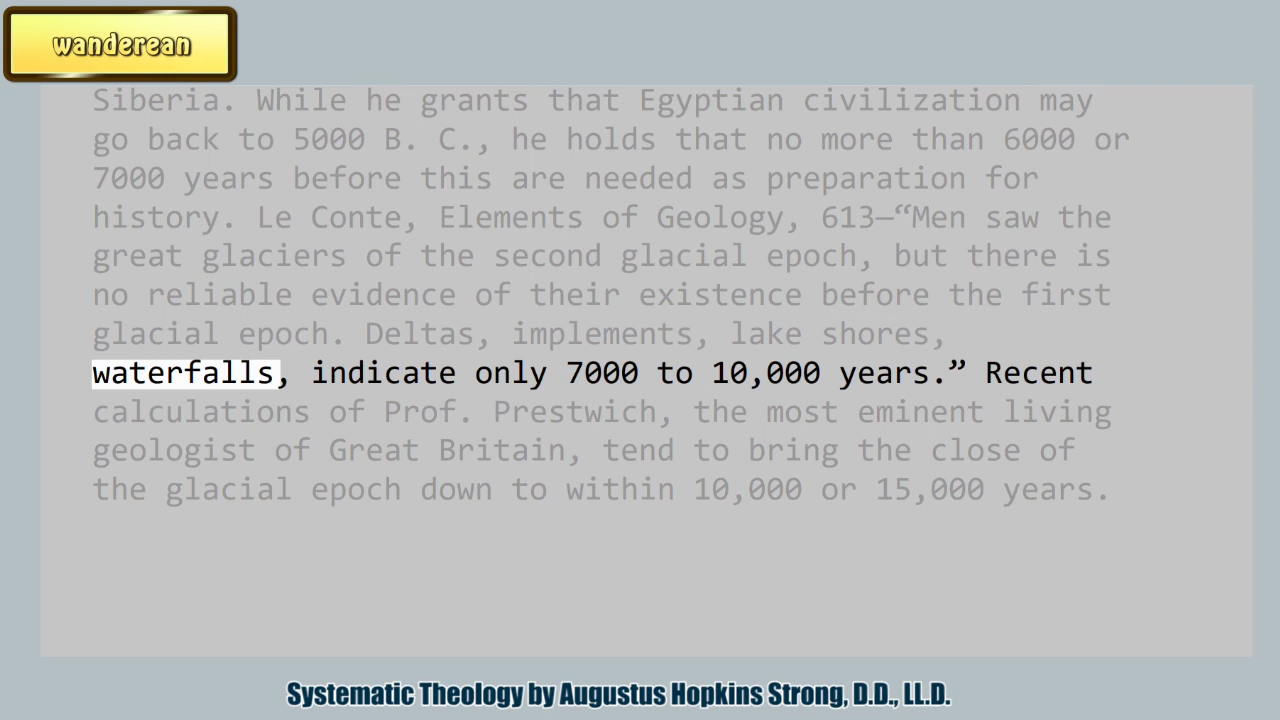 wanderean
Siberia. While he grants that Egyptian civilization may
go back to 5000 B. C., he holds that no more than 6000 or
7000 years before this are needed as preparation for
history. Le Conte, Elements of Geology, 613—“Men saw the
great glaciers of the second glacial epoch, but there is
no reliable evidence of their existence before the first
glacial epoch. Deltas, implements, lake shores,
waterfalls, indicate only 7000 to 10,000 years.” Recent
calculations of Prof. Prestwich, the most eminent living
geologist of Great Britain, tend to bring the close of
the glacial epoch down to within 10,000 or 15,000 years.
Systematic Theology by Augustus Hopkins Strong, D.D., LL.D.